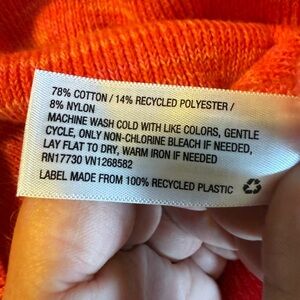 78% COTTON / 14% RECYCLED POLYESTER /
8% NYLON
MACHINE WASH COLD WITH LIKE COLORS, GENTLE
CYCLE, ONLY NON-CHLORINE BLEACH IF NEEDED,
LAY FLAT TO DRY, WARM IRON IF NEEDED
RN17730 VN1268582
LABEL MADE FROM 100% RECYCLED PLASTIC